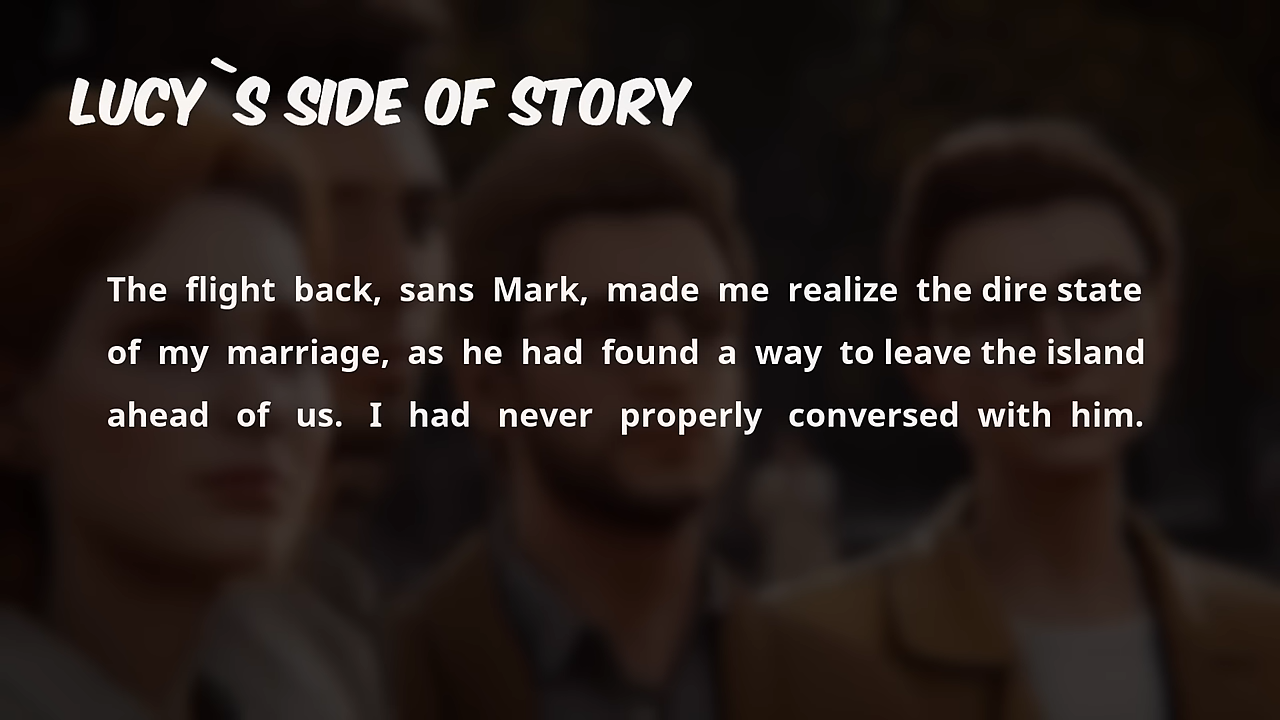 LUCY`S SIDE OF STORY
The flight back, sans Mark, made me realize the dire state
of my marriage, as he had found a way to leave the island
ahead of us. I had never properly conversed with him.